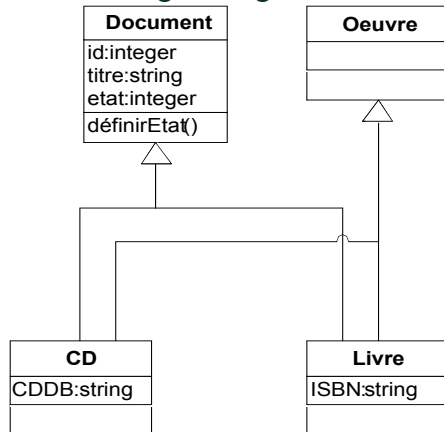 Document
id:integer
titre:string
etat:integer
définirEtat()
Oeuvre
CD
CDDB:string
Livre
ISBN:string